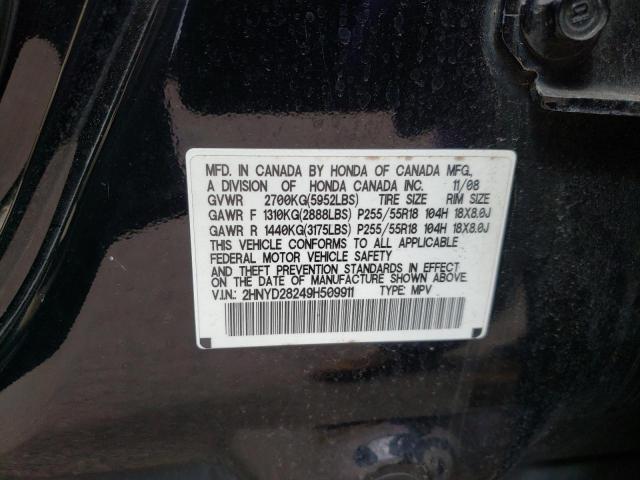 MFD. IN CANADA BY HONDA OF CANADA MFG.,
A DIVISION OF HONDA CANADA INC. 11/08
GVWR 2700KG(5952LBS) TIRE SIZE RIM SIZE
GAWR F 1310KG(2888LBS) P255/55R18 104H 18X8.0J
GAWR R 1440KG(3175LBS) P255/55R18 104H 18X8.0J
THIS VEHICLE CONFORMS TO ALL APPLICABLE
FEDERAL MOTOR VEHICLE SAFETY
AND THEFT PREVENTION STANDARDS IN EFFECT
ON THE DATE OF MANUFACTURE SHOWN ABOVE.
V.I.N.: 2HNYD28249H509911 TYPE: MPV